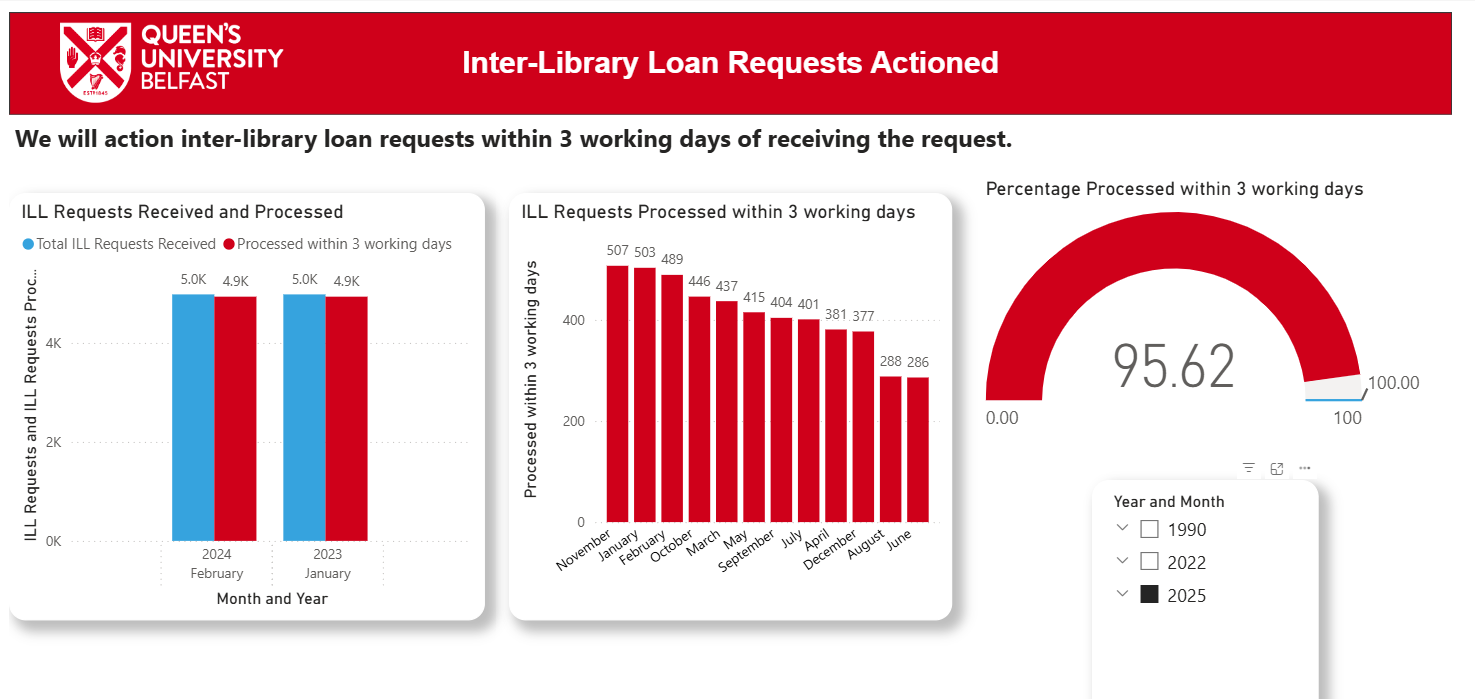 QUEEN'S
UNIVERSITY
BELFAST
ESTD1845
Inter-Library Loan Requests Actioned
We will action inter-library loan requests within 3 working days of receiving the request.
ILL Requests Received and Processed
Total ILL Requests Received Processed within 3 working days
ILL Requests and ILL Requests Proc...
5.0K 4.9K 5.0K 4.9K
4K
2K
0K
2024 2023
February January
Month and Year
ILL Requests Processed within 3 working days
Processed within 3 working days
507 503 489 446 437 415 404 401 381 377 288 286
400
200
0
November January February October March May September July April December August June
Percentage Processed within 3 working days
95.62
100.00
0.00 100
Year and Month
1990
2022
2025